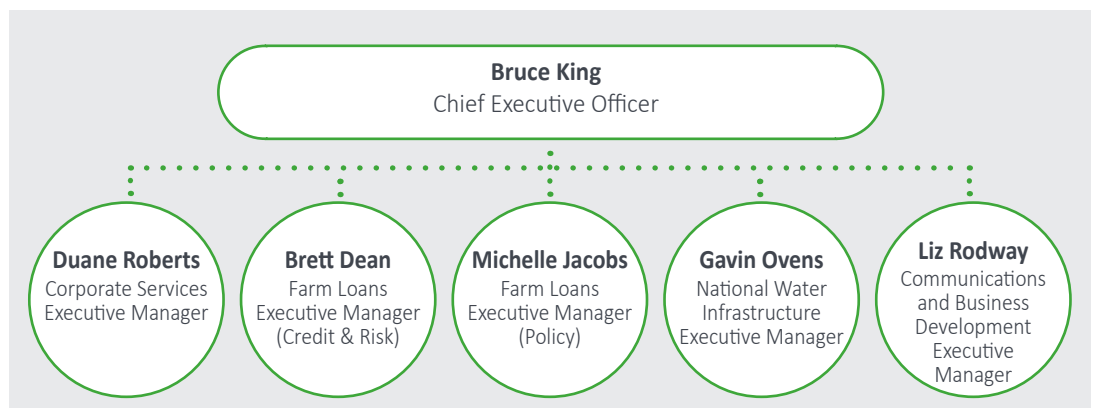 Bruce King
Chief Executive Officer
Duane Roberts
Corporate Services
Executive Manager
Brett Dean
Farm Loans
Executive Manager
(Credit & Risk)
Michelle Jacobs
Farm Loans
Executive Manager
(Policy)
Gavin Ovens
National Water
Infrastructure
Executive Manager
Liz Rodway
Communications
and Business
Development
Executive
Manager